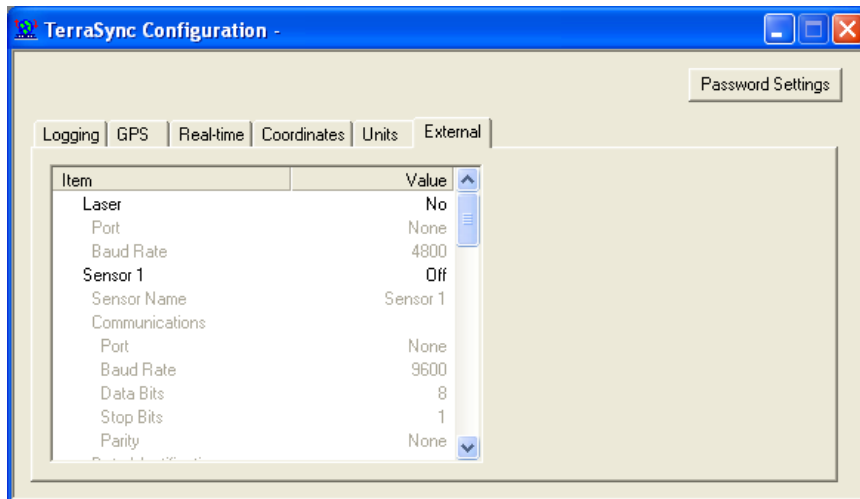 TerraSync Configuration -
Password Settings
Logging GPS Real-time Coordinates Units External
Item Value
Laser No
Port None
Baud Rate 4800
Sensor 1 Off
Sensor Name Sensor 1
Communications
Port None
Baud Rate 9600
Data Bits 8
Stop Bits 1
Parity None